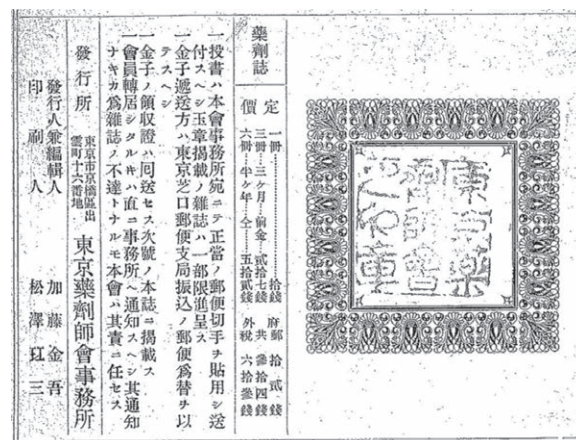 東京藥
劑師會
之印章
藥劑誌
定價
一冊………………拾錢
三冊…三ヶ月…前金…貳拾七錢
六冊…半ヶ年…仝…五拾貳錢
府外
郵稅
共
拾貳錢
參拾四錢
六拾參錢
一投書ハ本會事務所宛ニテ正當ノ郵便切手ヲ貼用シ送
付スヘシ玉章揭載ノ雜誌ハ一部限進呈ス
一金子遞送方ハ東京芝口郵便支局振込ノ郵便爲替ヲ以
テスヘシ
一金子ノ領収證ハ同送セス次號ノ本誌ニ揭載ス
一會員轉居シタルキハ直ニ事務所ヘ通知スヘシ其通知
ナキカ爲雜誌ノ不達トナルモ本會ハ其責ニ任セス
發行所
東京市京橋區出
雲町十六番地
東京藥劑師會事務所
發行人兼編輯人 加藤金吾
印刷人 松澤 三